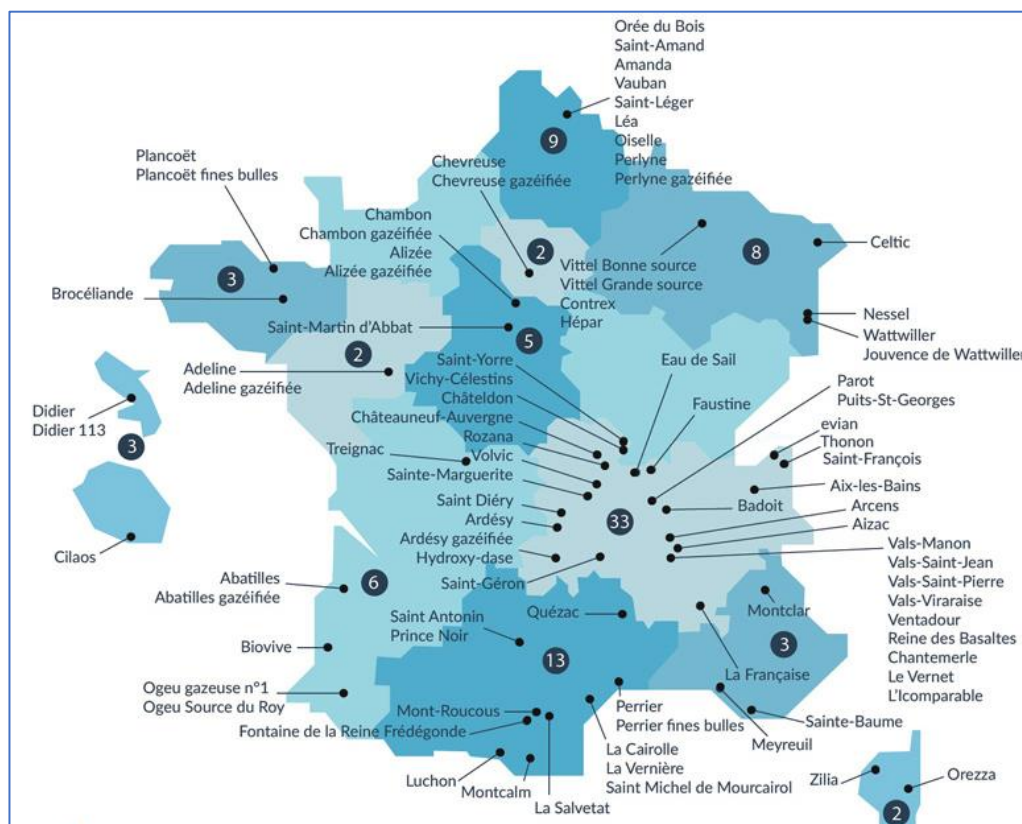 Orée du Bois
Saint-Amand
Amanda
Vauban
Saint-Léger
Léa
Oiselle
Perlyne
Perlyne gazéifiée
9
Plancoët
Plancoët fines bulles
Chevreuse
Chevreuse gazéifiée
Chambon
Chambon gazéifiée
Alizée
Alizée gazéifiée
2
8
Celtic
Vittel Bonne source
Vittel Grande source
Contrex
Hépar
3
Brocéliande
Nessel
Wattwiller
Jouvence de Wattwiller
Saint-Martin d'Abbat
5
2
Adeline
Adeline gazéifiée
Saint-Yorre
Vichy-Célestins
Châteldon
Châteauneuf-Auvergne
Rozana
Volvic
Sainte-Marguerite
Eau de Sail
Faustine
Parot
Puits-St-Georges
Didier
Didier 113
3
Cilaos
Treignac
evian
Thonon
Saint-François
Aix-les-Bains
Badoit
Saint Diéry
Ardésy
Ardésy gazéifiée
Hydroxy-dase
33
Arcens
Aizac
Saint-Géron
Vals-Manon
Vals-Saint-Jean
Vals-Saint-Pierre
Vals-Viraraise
Ventadour
Reine des Basaltes
Chantemerle
Le Vernet
L'Icomparable
6
Abatilles
Abatilles gazéifiée
Biovive
Ogeu gazeuse n°1
Ogeu Source du Roy
Saint Antonin
Prince Noir
Quézac
13
Montclar
3
La Française
Mont-Roucous
Fontaine de la Reine Frédégonde
Perrier
Perrier fines bulles
Sainte-Baume
Meyreuil
La Cairolle
La Vernière
Saint Michel de Mourcairol
Luchon
Montcalm
La Salvetat
Zilia
Orezza
2